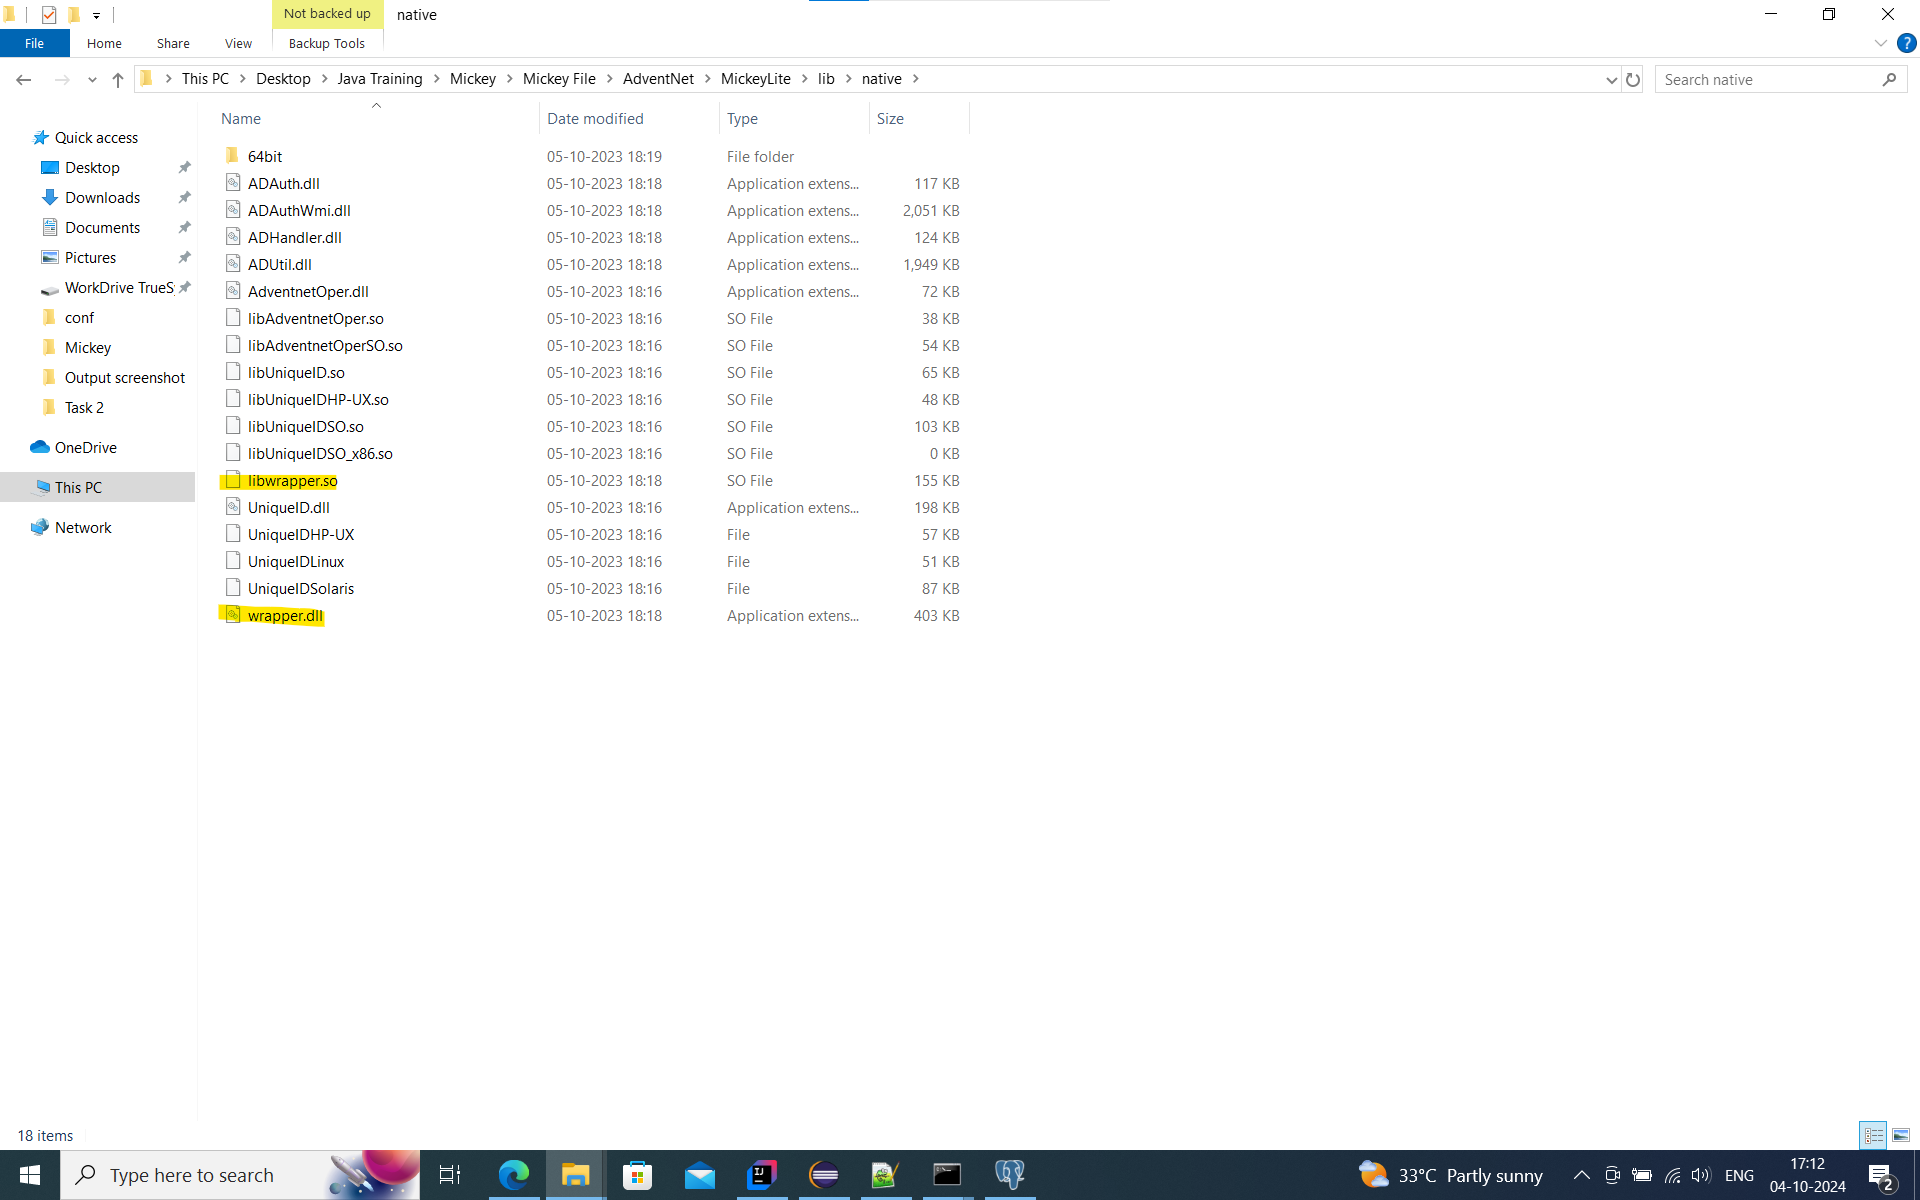 Not backed up native
File Home Share View Backup Tools
This PC Desktop Java Training Mickey Mickey File AdventNet MickeyLite lib native
Search native
Name Date modified Type Size
Quick access
Desktop
Downloads
Documents
Pictures
WorkDrive TrueS
conf
Mickey
Output screenshot
Task 2
OneDrive
This PC
Network
64bit 05-10-2023 18:19 File folder
ADAuth.dll 05-10-2023 18:18 Application extens... 117 KB
ADAuthWmi.dll 05-10-2023 18:18 Application extens... 2,051 KB
ADHandler.dll 05-10-2023 18:18 Application extens... 124 KB
ADUtil.dll 05-10-2023 18:18 Application extens... 1,949 KB
AdventnetOper.dll 05-10-2023 18:16 Application extens... 72 KB
libAdventnetOper.so 05-10-2023 18:16 SO File 38 KB
libAdventnetOperSO.so 05-10-2023 18:16 SO File 54 KB
libUniqueID.so 05-10-2023 18:16 SO File 65 KB
libUniqueIDHP-UX.so 05-10-2023 18:16 SO File 48 KB
libUniqueIDSO.so 05-10-2023 18:16 SO File 103 KB
libUniqueIDSO_x86.so 05-10-2023 18:16 SO File 0 KB
libwrapper.so 05-10-2023 18:18 SO File 155 KB
UniqueID.dll 05-10-2023 18:16 Application extens... 198 KB
UniqueIDHP-UX 05-10-2023 18:16 File 57 KB
UniqueIDLinux 05-10-2023 18:16 File 51 KB
UniqueIDSolaris 05-10-2023 18:16 File 87 KB
wrapper.dll 05-10-2023 18:18 Application extens... 403 KB
18 items
Type here to search
33°C Partly sunny
ENG
17:12
04-10-2024
2